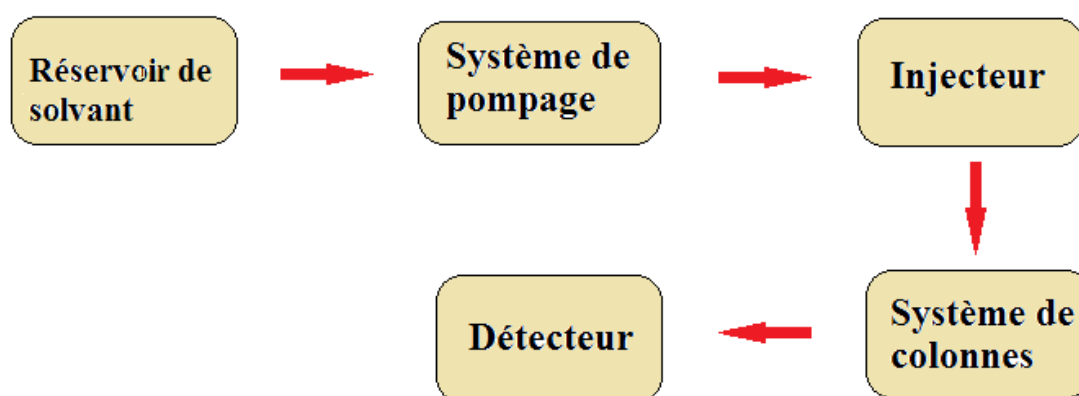 Réservoir de
solvant
Système de
pompage
Injecteur
Système de
colonnes
Détecteur